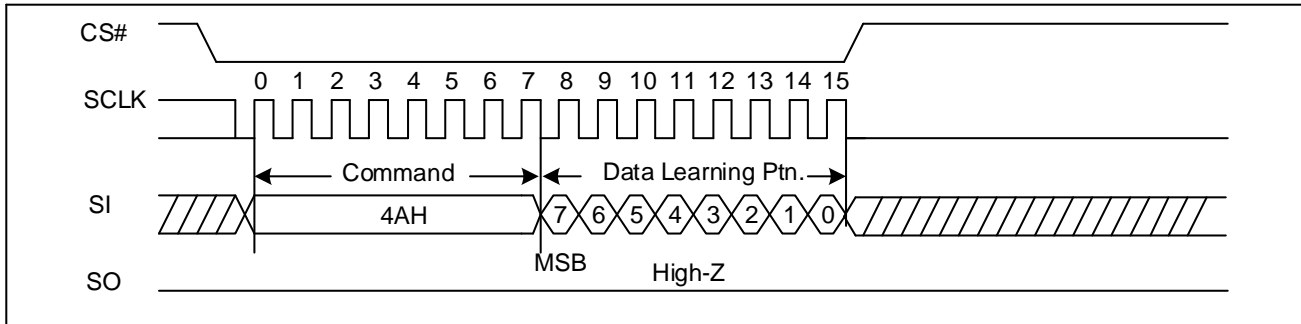 CS#
0 1 2 3 4 5 6 7 8 9 10 11 12 13 14 15
SCLK
Command Data Learning Ptn.
SI 4AH 7 6 5 4 3 2 1 0
MSB High-Z
SO